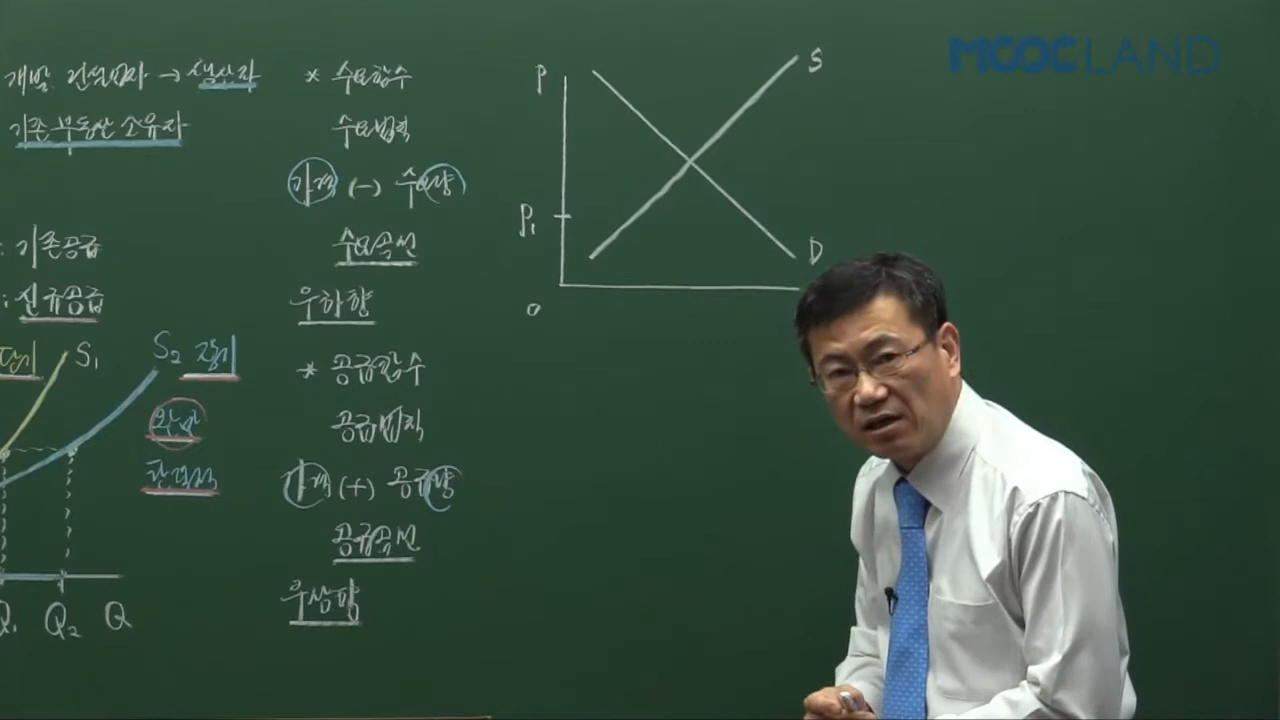 개발 건설업자 → 생산자
기존 부동산 소유자
: 기존공급
: 신규공급
단기
S₁
S₂ 장기
완만
탄력적
Q₁ Q₂ Q
* 수요함수
수요법칙
가격 (-) 수요량
수요곡선
우하향
* 공급함수
공급법칙
가격 (+) 공급량
공급곡선
우상향
P
S
P₁
D
0
MOOCLAND